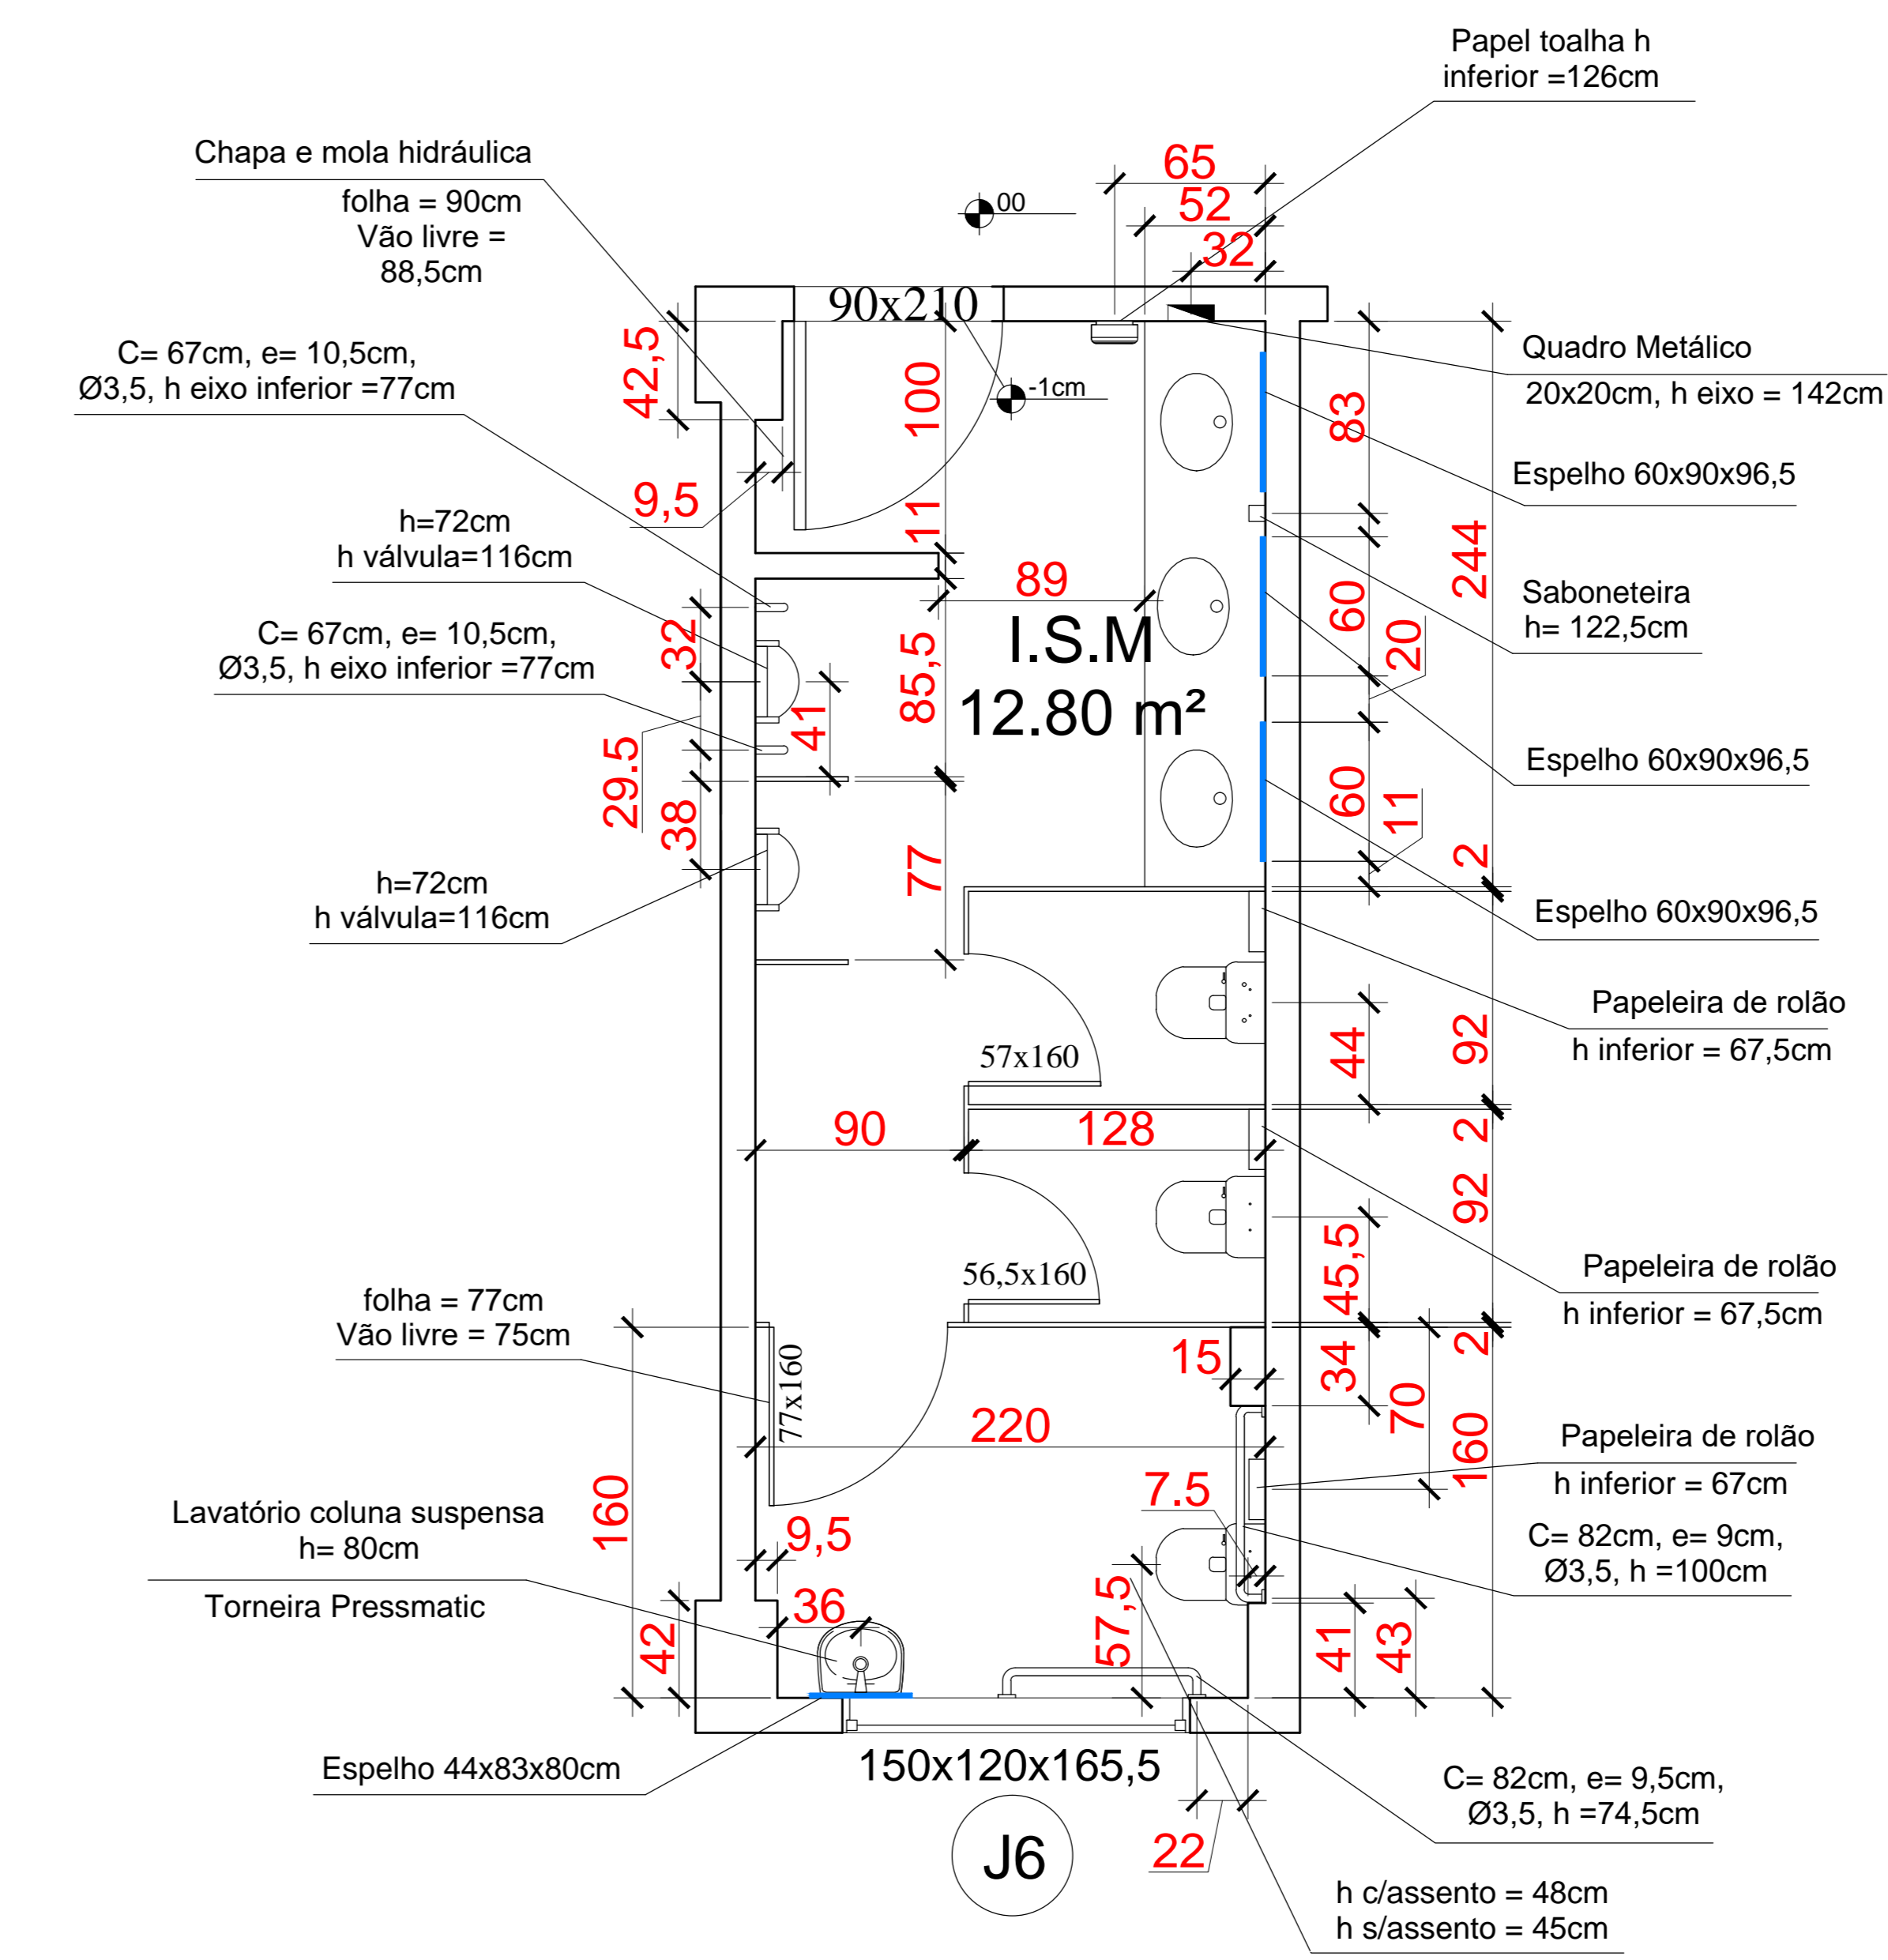 Papel toalha h
inferior =126cm
Chapa e mola hidráulica
folha = 90cm
Vão livre =
88,5cm
65
52
32
00
90x210
C= 67cm, e= 10,5cm,
Ø3,5, h eixo inferior =77cm
42,5
100
-1cm
83
Quadro Metálico
20x20cm, h eixo = 142cm
Espelho 60x90x96,5
9,5
11
244
h=72cm
h válvula=116cm
89
60
20
Saboneteira
h= 122,5cm
C= 67cm, e= 10,5cm,
Ø3,5, h eixo inferior =77cm
32
41
85,5
I.S.M
12.80 m²
29.5
38
Espelho 60x90x96,5
60
11
2
77
h=72cm
h válvula=116cm
Espelho 60x90x96,5
Papeleira de rolão
h inferior = 67,5cm
44
92
57x160
90
128
2
92
45,5
56,5x160
Papeleira de rolão
h inferior = 67,5cm
folha = 77cm
Vão livre = 75cm
77x160
15
34
2
70
160
220
Papeleira de rolão
h inferior = 67cm
C= 82cm, e= 9cm,
Ø3,5, h =100cm
7.5
160
9,5
Lavatório coluna suspensa
h= 80cm
Torneira Pressmatic
36
42
57,5
41
43
Espelho 44x83x80cm
150x120x165,5
J6
22
C= 82cm, e= 9,5cm,
Ø3,5, h =74,5cm
h c/assento = 48cm
h s/assento = 45cm